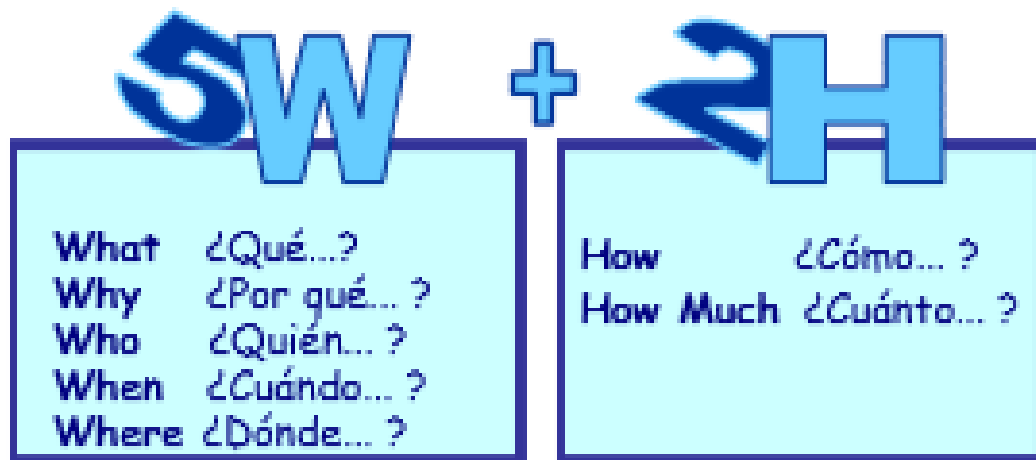 5W + 2H
What ¿Qué...?
Why ¿Por qué... ?
Who ¿Quién... ?
When ¿Cuándo... ?
Where ¿Dónde... ?
How ¿Cómo... ?
How Much ¿Cuánto... ?